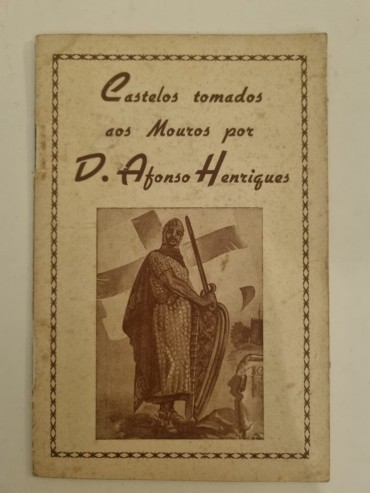 Castelos tomados
aos Mouros por
D. Afonso Henriques